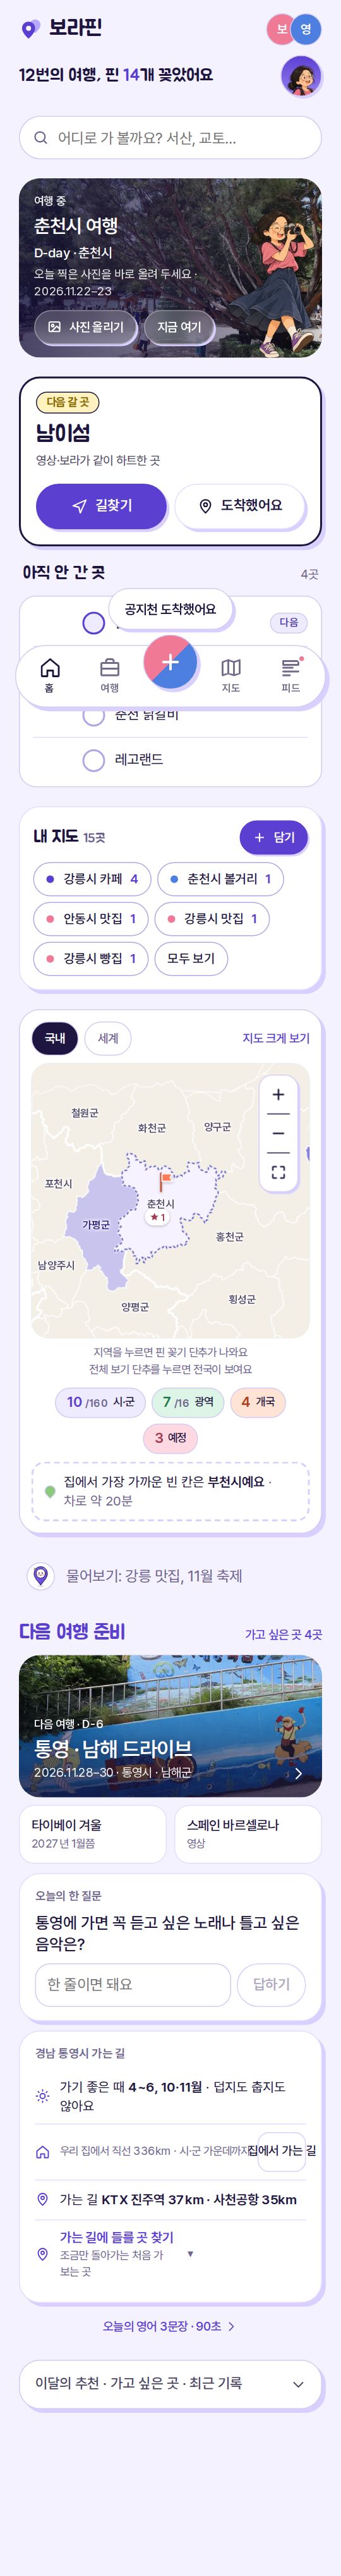 보라핀
보 영
12번의 여행, 핀 14개 꽂았어요
어디로 가 볼까요? 서산, 교토...
여행 중
춘천시 여행
D-day · 춘천시
오늘 찍은 사진을 바로 올려 두세요 ·
2026.11.22–23
사진 올리기 지금 여기
다음 갈 곳
남이섬
영상·보라가 같이 하트한 곳
길찾기 도착했어요
아직 안 간 곳 4곳
공지천 도착했어요
다음
홈 여행 지도 피드
춘천 닭갈비
레고랜드
내 지도 15곳 + 담기
강릉시 카페 4 춘천시 볼거리 1
안동시 맛집 1 강릉시 맛집 1
강릉시 빵집 1 모두 보기
국내 세계 지도 크게 보기
철원군
화천군 양구군
포천시
춘천시
★ 1
가평군
홍천군
남양주시
양평군 횡성군
지역을 누르면 핀 꽂기 단추가 나와요
전체 보기 단추를 누르면 전국이 보여요
10 /160 시·군 7 /16 광역 4 개국
3 예정
집에서 가장 가까운 빈 칸은 부천시예요 ·
차로 약 20분
물어보기: 강릉 맛집, 11월 축제
다음 여행 준비 가고 싶은 곳 4곳
다음 여행 · D-6
통영 · 남해 드라이브
2026.11.28–30 · 통영시 · 남해군
타이베이 겨울
2027년 1월쯤
스페인 바르셀로나
영상
오늘의 한 질문
통영에 가면 꼭 듣고 싶은 노래나 틀고 싶은
음악은?
한 줄이면 돼요 답하기
경남 통영시 가는 길
가기 좋은 때 4~6, 10·11월 · 덥지도 춥지도
않아요
우리 집에서 직선 336km · 시·군 가운데까지
집에서 가는 길
가는 길 KTX 진주역 37km · 사천공항 35km
가는 길에 들를 곳 찾기
조금만 돌아가는 처음 가
보는 곳
▼
오늘의 영어 3문장 · 90초
이달의 추천 · 가고 싶은 곳 · 최근 기록